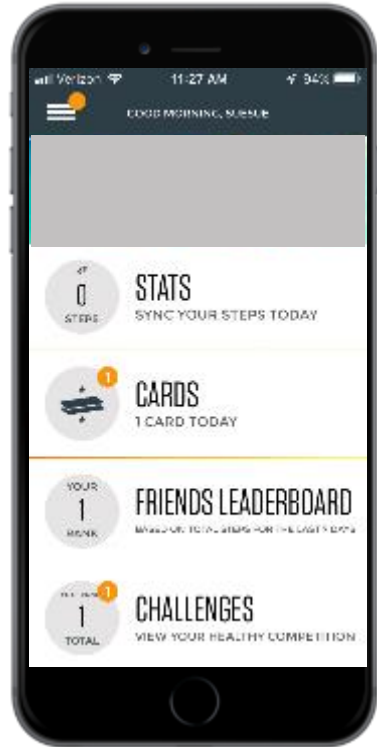 Verizon 11:27 AM 94%
GOOD MORNING, SUESUE
0
STEPS
STATS
SYNC YOUR STEPS TODAY
1
CARDS
1 CARD TODAY
YOUR
1
RANK
FRIENDS LEADERBOARD
BASED ON TOTAL STEPS FOR THE LAST 7 DAYS
1
1
TOTAL
CHALLENGES
VIEW YOUR HEALTHY COMPETITION